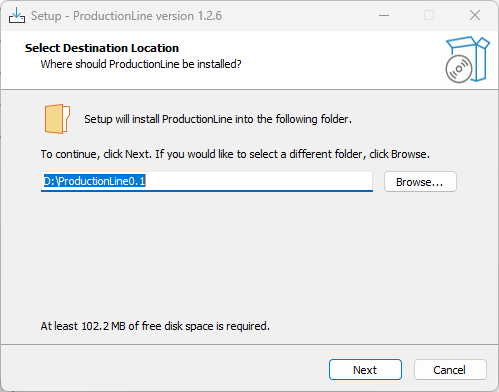 Setup - ProductionLine version 1.2.6
Select Destination Location
Where should ProductionLine be installed?
Setup will install ProductionLine into the following folder.
To continue, click Next. If you would like to select a different folder, click Browse.
D:\ProductionLine0.1
Browse...
At least 102.2 MB of free disk space is required.
Next
Cancel